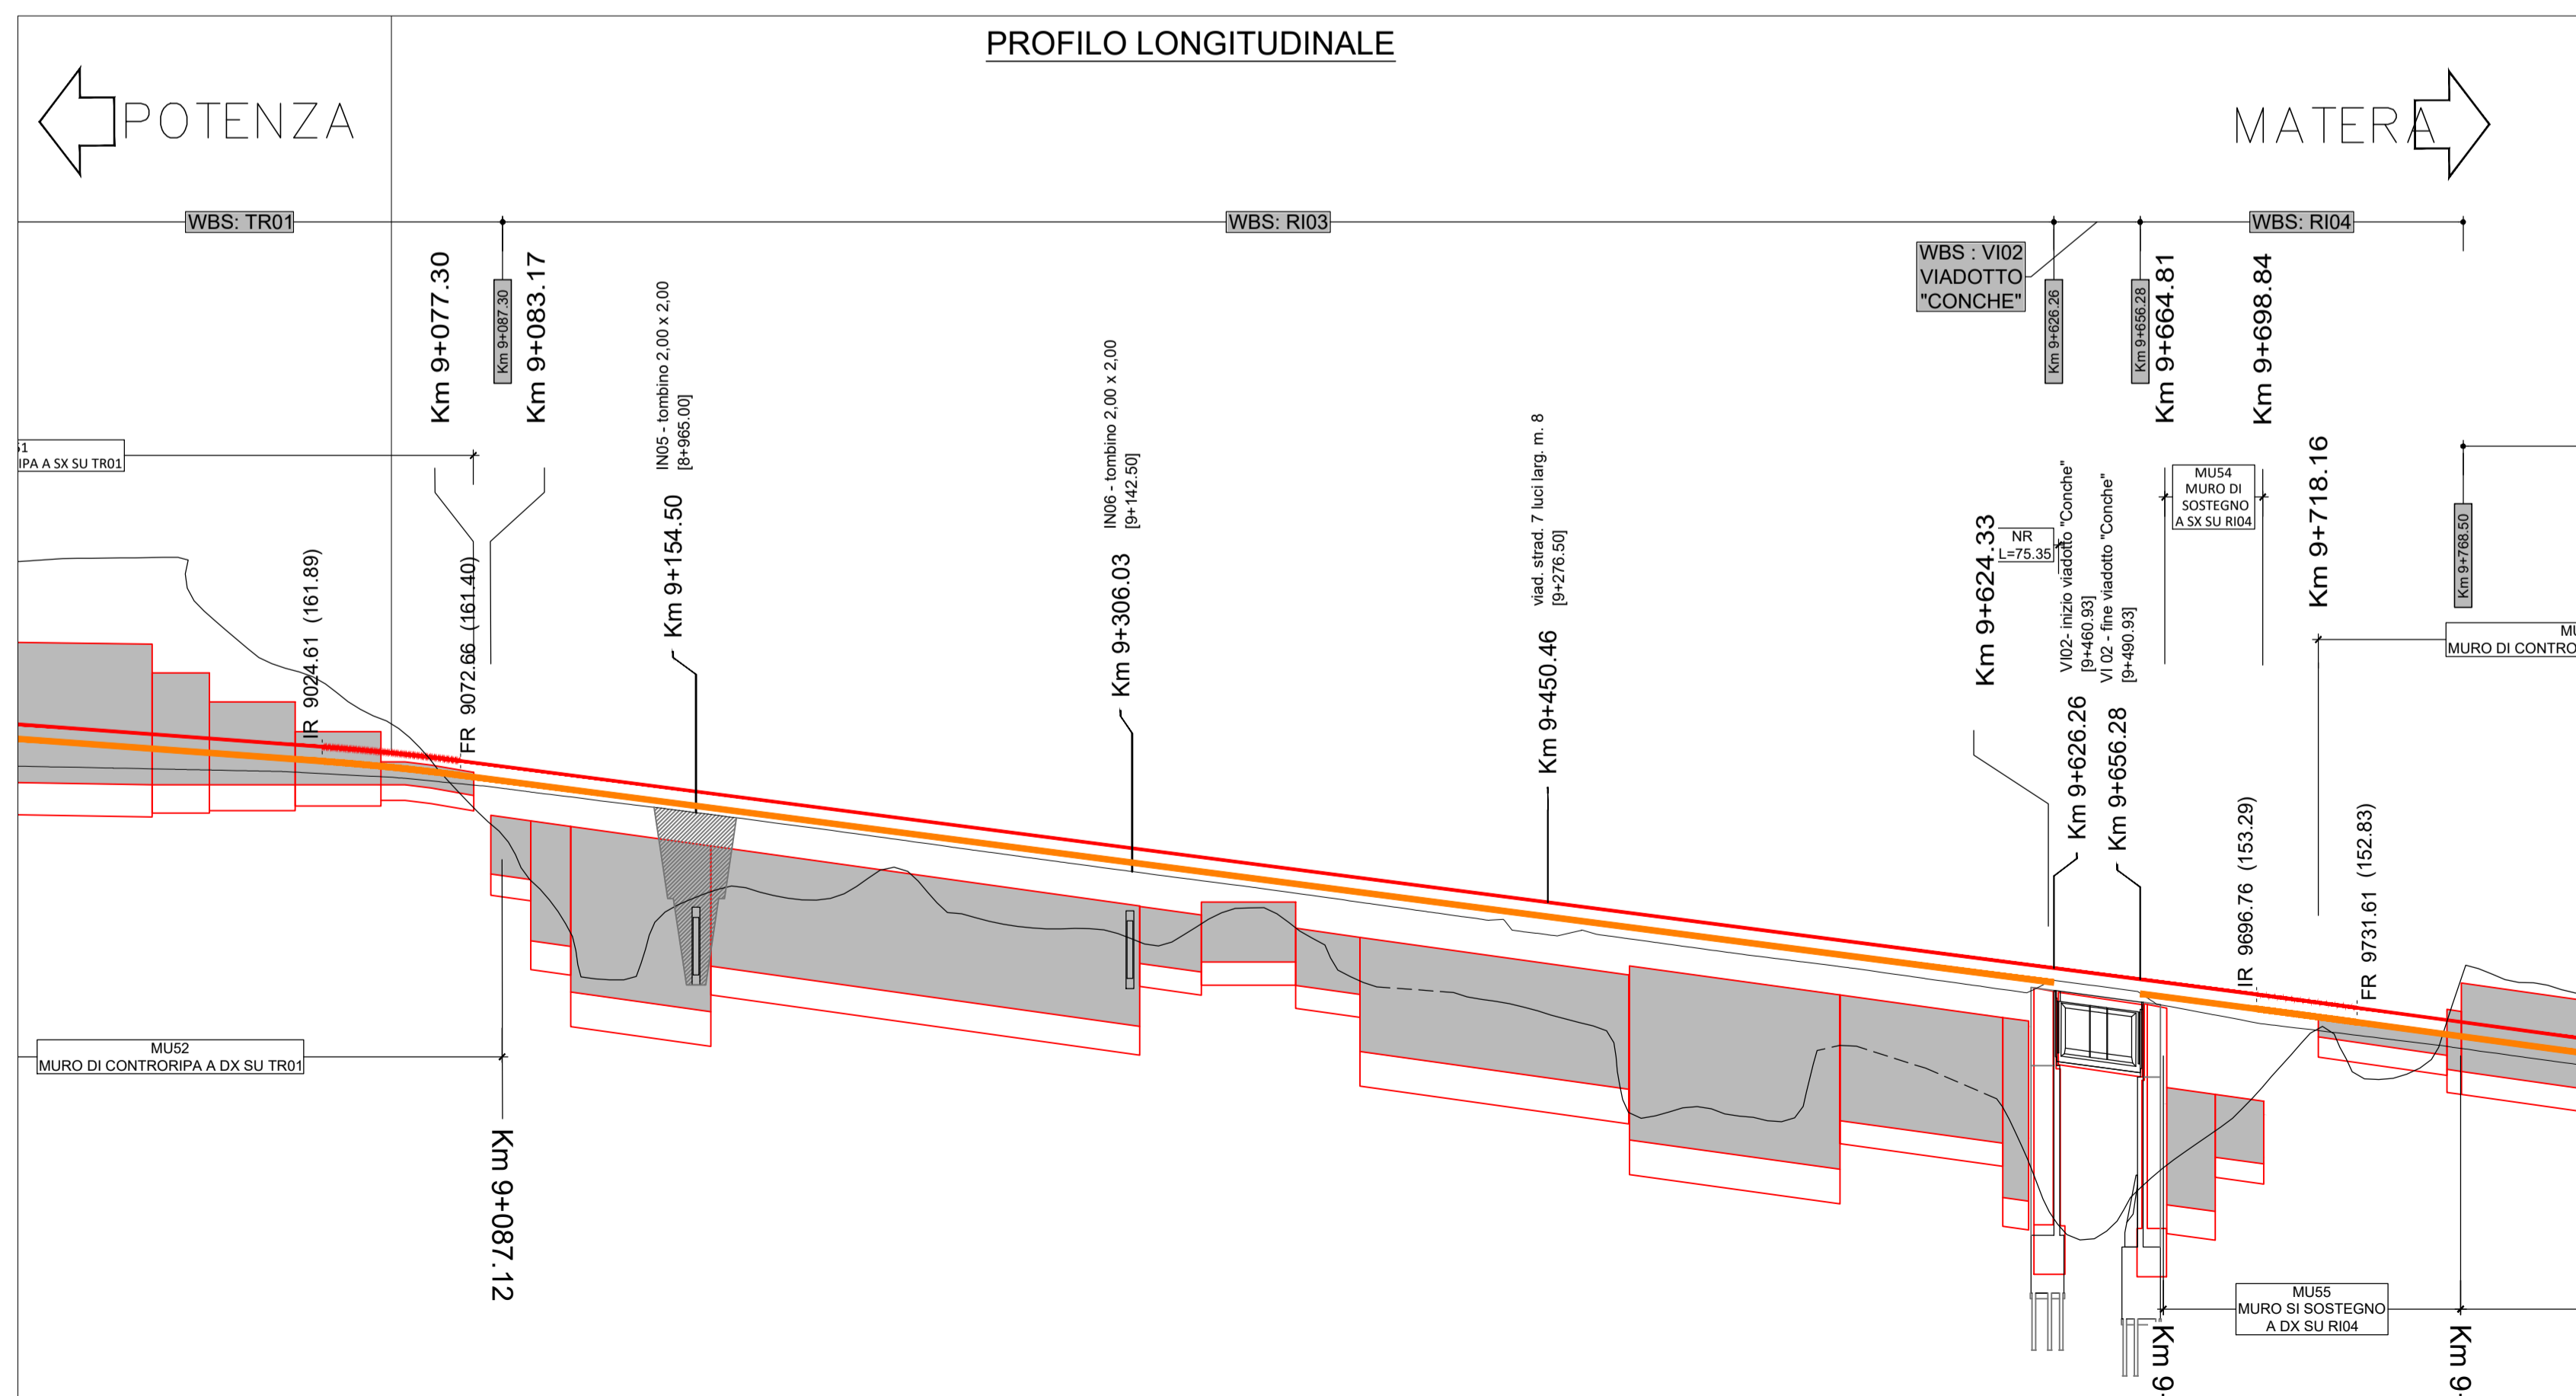 PROFILO LONGITUDINALE
POTENZA
MATERA
WBS: TR01
WBS: RI03
WBS: RI04
WBS : VI02
VIADOTTO
"CONCHE"
Km 9+077.30
Km 9+087.30
Km 9+083.17
IN05 - tombino 2,00 x 2,00
[8+965.00]
Km 9+154.50
IN06 - tombino 2,00 x 2,00
[9+142.50]
Km 9+306.03
viad. strad. 7 luci larg. m. 8
[9+276.50]
Km 9+450.46
Km 9+626.26
Km 9+656.28
Km 9+664.81
Km 9+698.84
Km 9+718.16
Km 9+768.50
IPA A SX SU TR01
IR 9024.61 (161.89)
FR 9072.66 (161.40)
Km 9+624.33
NR
L=75.35
VI02- inizio viadotto "Conche"
[9+460.93]
VI 02 - fine viadotto "Conche"
[9+490.93]
Km 9+626.26
Km 9+656.28
MU54
MURO DI
SOSTEGNO
A SX SU RI04
MURO DI CONTRO
IR 9696.76 (153.29)
FR 9731.61 (152.83)
MU52
MURO DI CONTRORIPA A DX SU TR01
Km 9+087.12
MU55
MURO SI SOSTEGNO
A DX SU RI04
Km 9
Km 9